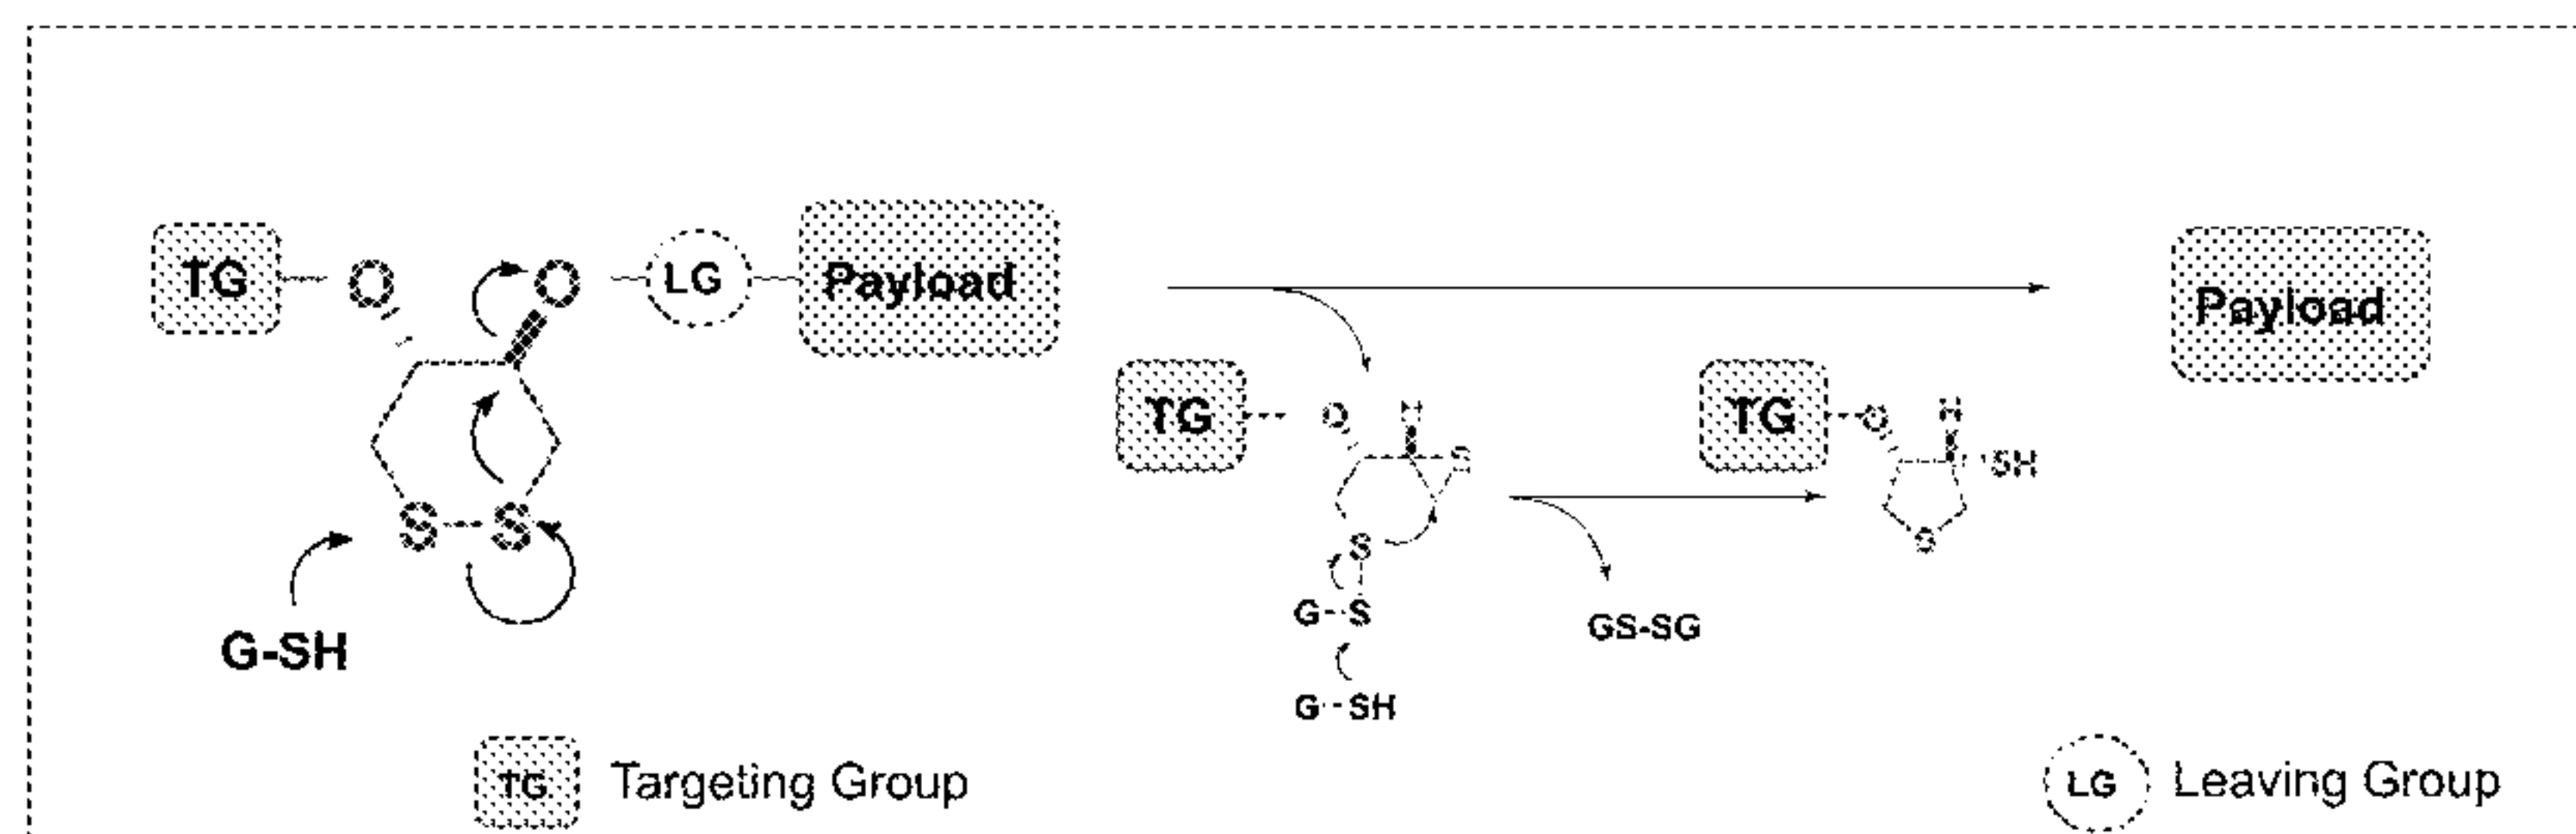 TG O O LG Payload
Payload
TG O H S
TG O H SH
S S
S
S
G-SH
G-S
GS-SG
G-SH
TG Targeting Group
LG Leaving Group